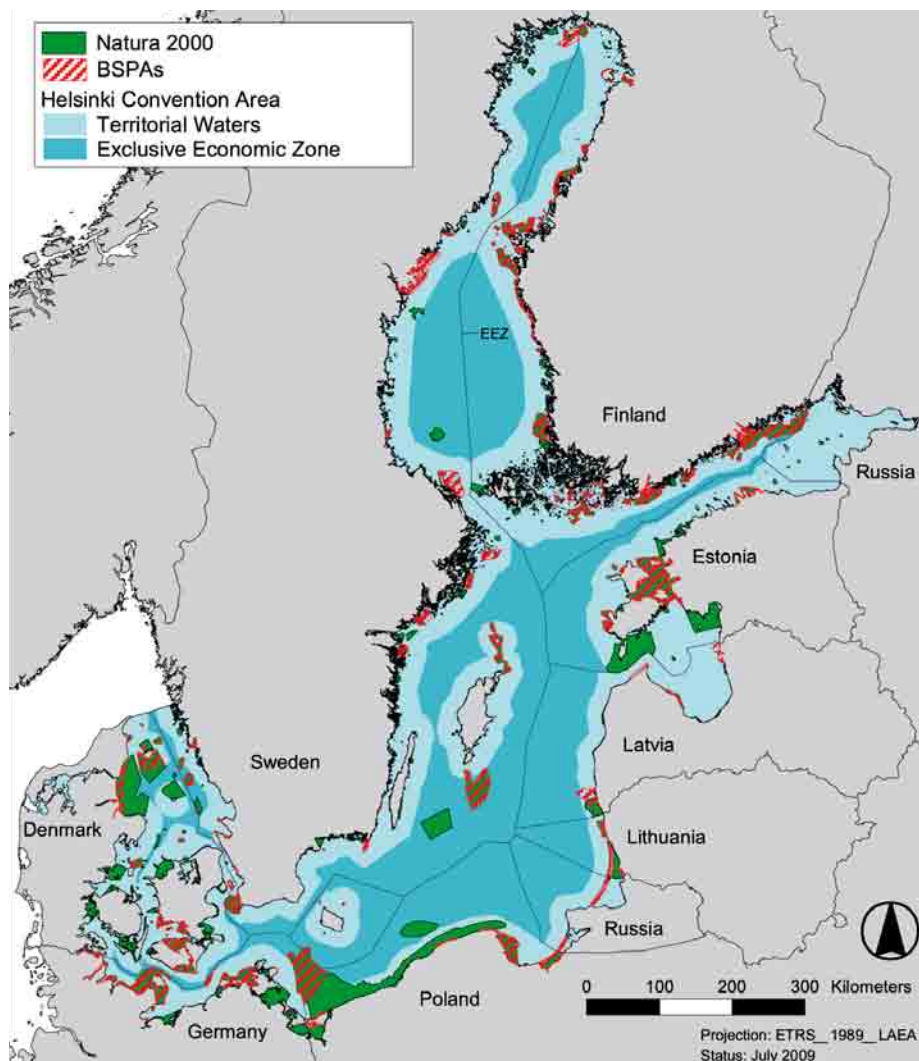 Natura 2000
BSPAs
Helsinki Convention Area
Territorial Waters
Exclusive Economic Zone
EEZ
Finland
Russia
Estonia
Latvia
Sweden
Denmark
Lithuania
Russia
Poland
Germany
0 100 200 300 Kilometers
Projection: ETRS__1989__LAEA
Status: July 2009